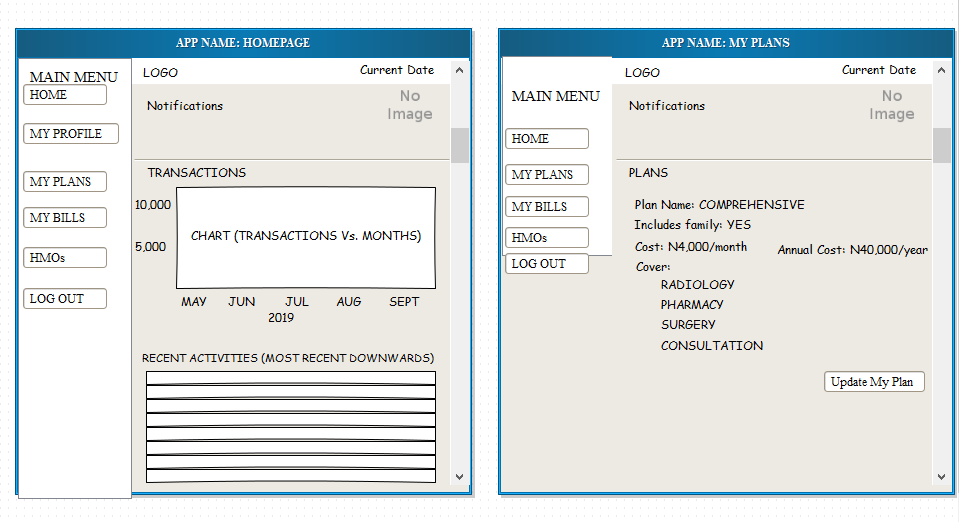 APP NAME: HOMEPAGE
MAIN MENU
HOME
MY PROFILE
MY PLANS
MY BILLS
HMOs
LOG OUT
LOGO
Current Date
Notifications
No
Image
TRANSACTIONS
10,000
5,000
CHART (TRANSACTIONS Vs. MONTHS)
MAY JUN JUL AUG SEPT
2019
RECENT ACTIVITIES (MOST RECENT DOWNWARDS)
APP NAME: MY PLANS
MAIN MENU
HOME
MY PLANS
MY BILLS
HMOs
LOG OUT
LOGO
Current Date
Notifications
No
Image
PLANS
Plan Name: COMPREHENSIVE
Includes family: YES
Cost: N4,000/month
Annual Cost: N40,000/year
Cover:
RADIOLOGY
PHARMACY
SURGERY
CONSULTATION
Update My Plan